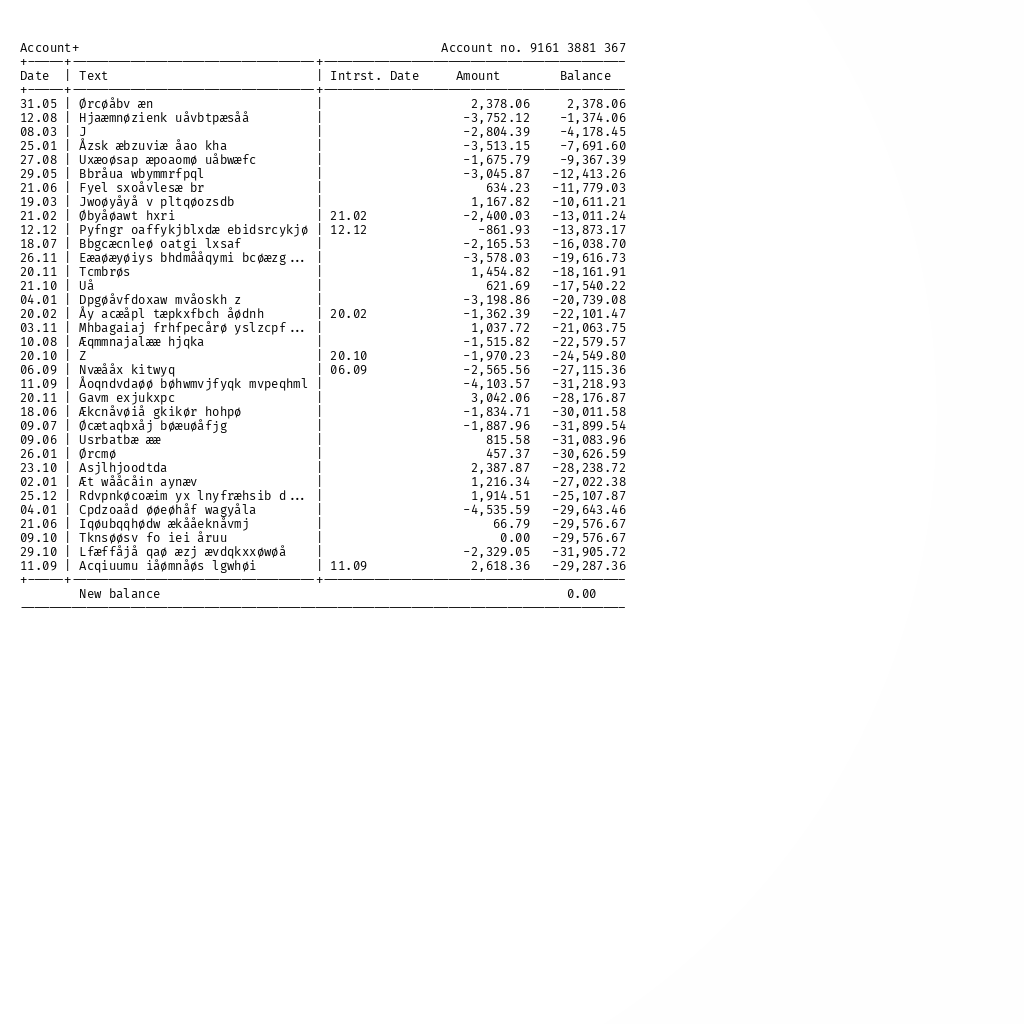 Account+ Account no. 9161 3881 367
Date | Text | Intrst. Date Amount Balance
31.05 | Ørcøåbv æn | 2,378.06 2,378.06
12.08 | Hjaæmnøzienk uåvbtpæsåå | -3,752.12 -1,374.06
08.03 | J | -2,804.39 -4,178.45
25.01 | Åzsk æbzuviæ åao kha | -3,513.15 -7,691.60
27.08 | Uxæoøsap æpoaomø uåbwæfc | -1,675.79 -9,367.39
29.05 | Bbråua wbymmrfpql | -3,045.87 -12,413.26
21.06 | Fyel sxoåvlesæ br | 634.23 -11,779.03
19.03 | Jwoøyåyå v pltqøozsdb | 1,167.82 -10,611.21
21.02 | Øbyåøawt hxri | 21.02 -2,400.03 -13,011.24
12.12 | Pyfngr oaffykjblxdæ ebidsrcykjø | 12.12 -861.93 -13,873.17
18.07 | Bbgcæcnleø oatgi lxsaf | -2,165.53 -16,038.70
26.11 | Eæaøæyøiys bhdmååqymi bcøæzg... | -3,578.03 -19,616.73
20.11 | Tcmbrøs | 1,454.82 -18,161.91
21.10 | Uå | 621.69 -17,540.22
04.01 | Dpgøåvfdoxaw mvåoskh z | -3,198.86 -20,739.08
20.02 | Åy acæåpl tæpkxfbch åødnh | 20.02 -1,362.39 -22,101.47
03.11 | Mhbagaiaj frhfpecårø yslzcpf... | 1,037.72 -21,063.75
10.08 | Æqmmnajalææ hjqka | -1,515.82 -22,579.57
20.10 | Z | 20.10 -1,970.23 -24,549.80
06.09 | Nvæååx kitwyq | 06.09 -2,565.56 -27,115.36
11.09 | Åoqndvdaøø bøhwmvjfyqk mvpeqhml | -4,103.57 -31,218.93
20.11 | Gavm exjukxpc | 3,042.06 -28,176.87
18.06 | Ækcnåvøiå gkikør hohpø | -1,834.71 -30,011.58
09.07 | Øcætaqbxåj bøæuøåfjg | -1,887.96 -31,899.54
09.06 | Usrbatbæ ææ | 815.58 -31,083.96
26.01 | Ørcmø | 457.37 -30,626.59
23.10 | Asjlhjoodtda | 2,387.87 -28,238.72
02.01 | Æt wååcåin aynæv | 1,216.34 -27,022.38
25.12 | Rdvpnkøcoæim yx lnyfræhsib d... | 1,914.51 -25,107.87
04.01 | Cpdzoaåd øøeøhåf wagyåla | -4,535.59 -29,643.46
21.06 | Iqøubqqhødw ækååeknåvmj | 66.79 -29,576.67
09.10 | Tknsøøsv fo iei åruu | 0.00 -29,576.67
29.10 | Lfæffåjå qaø æzj ævdqkxxøwøå | -2,329.05 -31,905.72
11.09 | Acqiuumu iåømnåøs lgwhøi | 11.09 2,618.36 -29,287.36
New balance 0.00